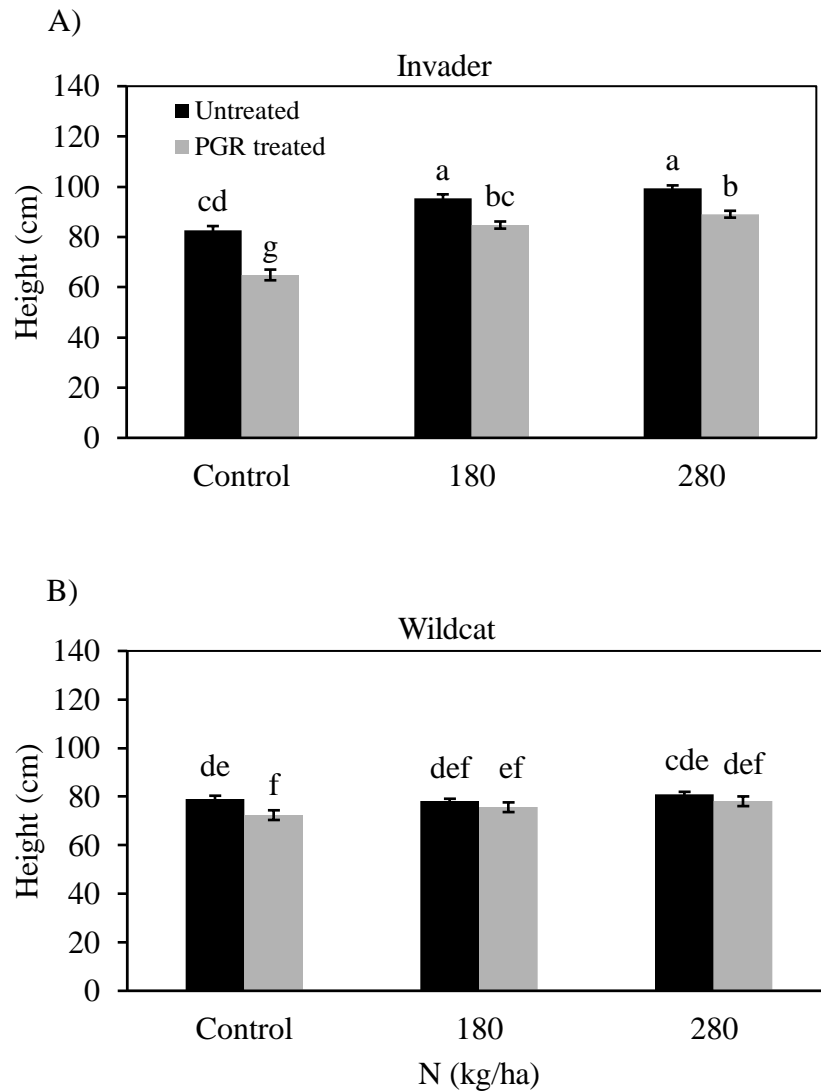 A)
Invader
140
120
100
80
60
40
20
0
Height (cm)
Untreated
PGR treated
cd
g
a
bc
a
b
Control 180 280
B)
Wildcat
140
120
100
80
60
40
20
0
Height (cm)
de
f
def
ef
cde
def
Control 180 280
N (kg/ha)